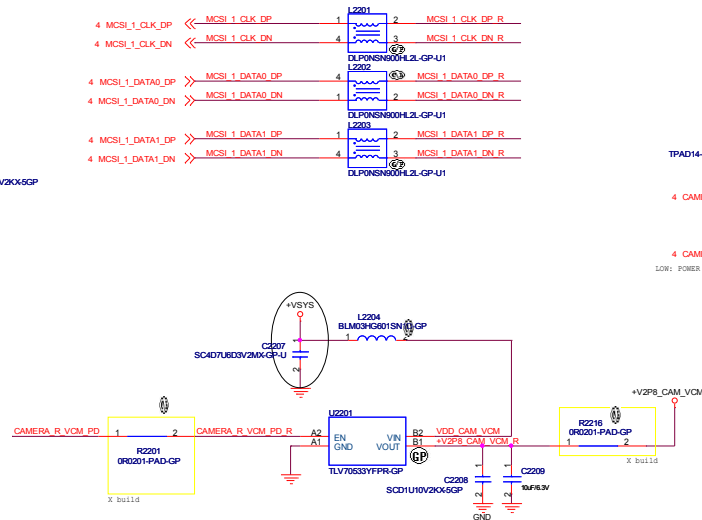 L2201
4 MCSI_1_CLK_DP MCSI_1_CLK_DP 1 2 MCSI_1_CLK_DP_R
4 MCSI_1_CLK_DN MCSI_1_CLK_DN 4 3 MCSI_1_CLK_DN_R
DLP0NSN900HL2L-GP-U1
L2202
4 MCSI_1_DATA0_DP MCSI_1_DATA0_DP 4 MCSI_1_DATA0_DP_R
4 MCSI_1_DATA0_DN MCSI_1_DATA0_DN 1 2 MCSI_1_DATA0_DN_R
DLP0NSN900HL2L-GP-U1
L2203
4 MCSI_1_DATA1_DP MCSI_1_DATA1_DP 1 2 MCSI_1_DATA1_DP_R
4 MCSI_1_DATA1_DN MCSI_1_DATA1_DN 4 3 MCSI_1_DATA1_DN_R
DLP0NSN900HL2L-GP-U1
TPAD14-
V2KX-5GP
4 CAM
4 CAM
LOW: POWER
+VSYS
L2204
BLM03HG601SN1D-GP
1 2
C2207
SC4D7U6D3V2MX-GP-U
2
+V2P8_CAM_VCM
U2201
CAMERA_R_VCM_PD 1 2 CAMERA_R_VCM_PD_R A2 EN VIN B2 VDD_CAM_VCM
A1 GND VOUT B1 +V2P8_CAM_VCM_R
R2201
0R0201-PAD-GP
TLV70533YFPR-GP
GP
R2216
0R0201-PAD-GP
1 2
X build
X build
C2208
SCD1U10V2KX-5GP
1
2
C2209
10uF/6.3V
1
2
GND